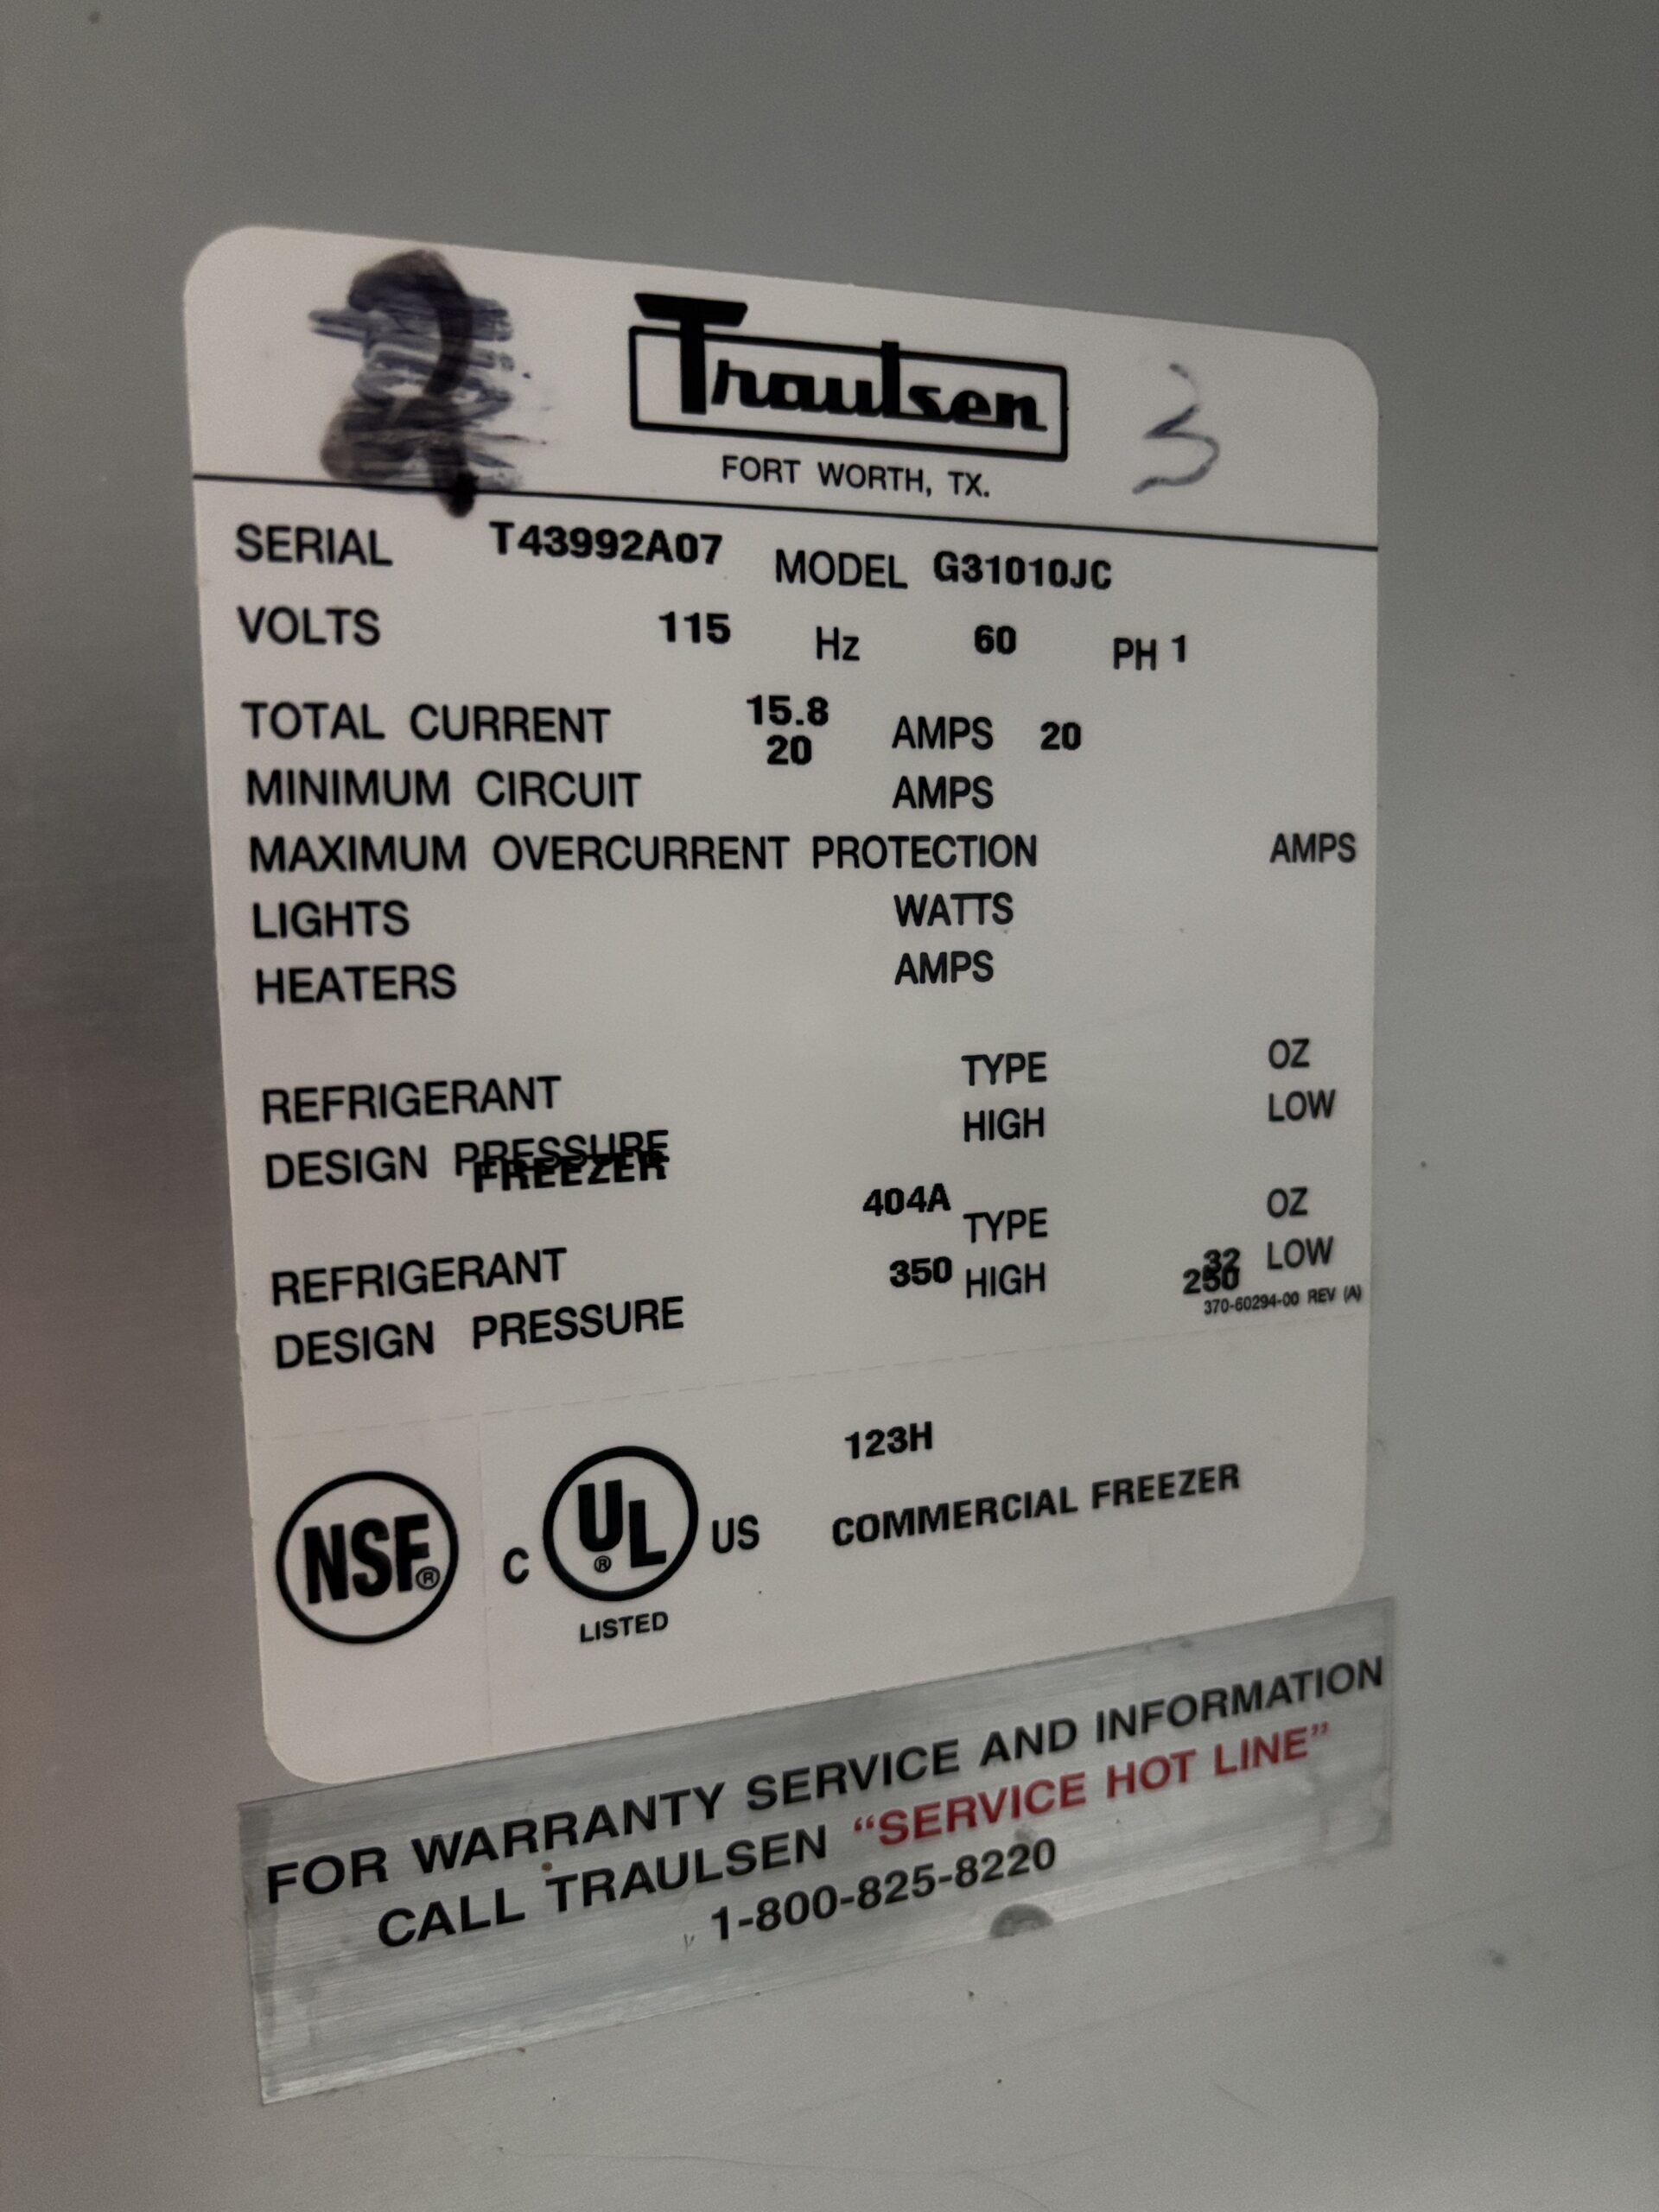 Traulsen 3
FORT WORTH, TX.
SERIAL T43992A07 MODEL G31010JC
VOLTS 115 Hz 60 PH 1
TOTAL CURRENT 15.8 AMPS 20
20
MINIMUM CIRCUIT AMPS
MAXIMUM OVERCURRENT PROTECTION AMPS
LIGHTS WATTS
HEATERS AMPS
REFRIGERANT TYPE OZ
DESIGN PRESSURE HIGH LOW
FREEZER
REFRIGERANT 404A TYPE 32 OZ
DESIGN PRESSURE 350 HIGH 250 LOW
370-60294-00 REV (A)
123H
NSF® C UL® US COMMERCIAL FREEZER
LISTED
FOR WARRANTY SERVICE AND INFORMATION
CALL TRAULSEN “SERVICE HOT LINE”
1-800-825-8220